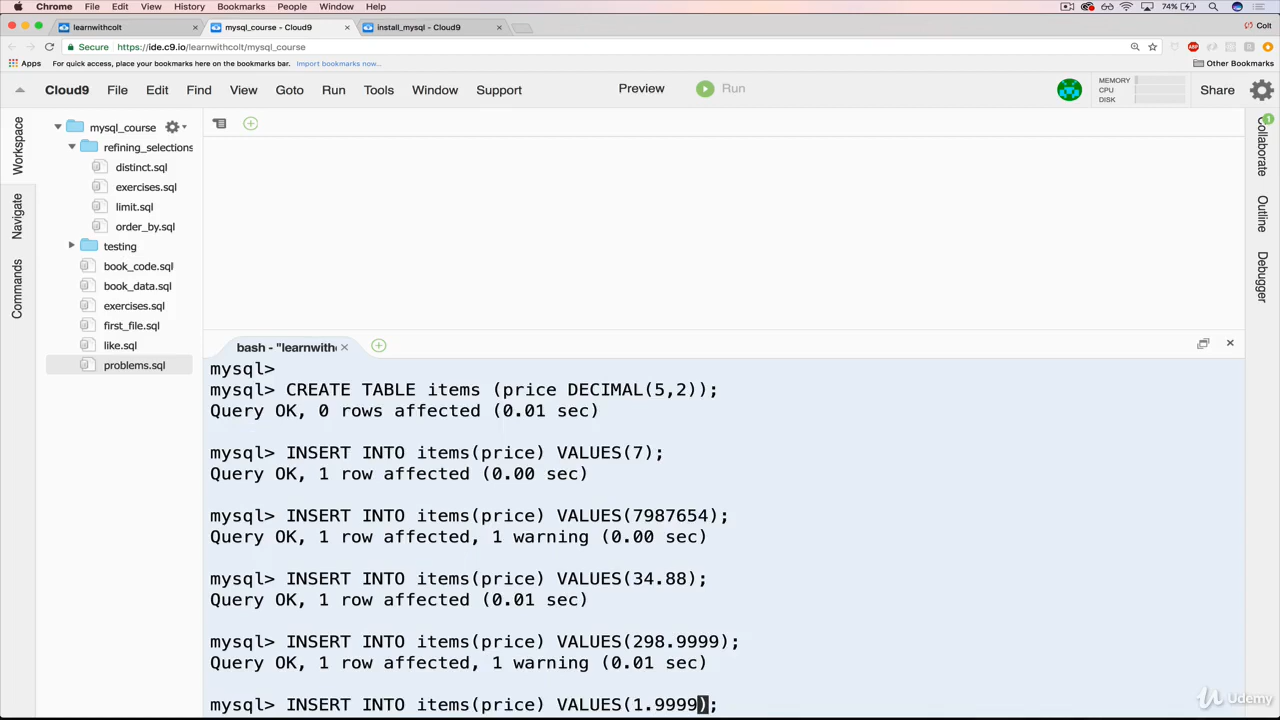 Chrome File Edit View History Bookmarks People Window Help 74% Colt
learnwithcolt mysql_course - Cloud9 install_mysql - Cloud9 Colt
Secure https://ide.c9.io/learnwithcolt/mysql_course
Apps For quick access, place your bookmarks here on the bookmarks bar. Import bookmarks now... Other Bookmarks
Cloud9 File Edit Find View Goto Run Tools Window Support Preview Run MEMORY CPU DISK Share
Workspace
Navigate
Commands
mysql_course
refining_selections
distinct.sql
exercises.sql
limit.sql
order_by.sql
testing
book_code.sql
book_data.sql
exercises.sql
first_file.sql
like.sql
problems.sql
1
Collaborate
Outline
Debugger
bash - "learnwith
mysql>
mysql> CREATE TABLE items (price DECIMAL(5,2));
Query OK, 0 rows affected (0.01 sec)
mysql> INSERT INTO items(price) VALUES(7);
Query OK, 1 row affected (0.00 sec)
mysql> INSERT INTO items(price) VALUES(7987654);
Query OK, 1 row affected, 1 warning (0.00 sec)
mysql> INSERT INTO items(price) VALUES(34.88);
Query OK, 1 row affected (0.01 sec)
mysql> INSERT INTO items(price) VALUES(298.9999);
Query OK, 1 row affected, 1 warning (0.01 sec)
mysql> INSERT INTO items(price) VALUES(1.9999);
Udemy